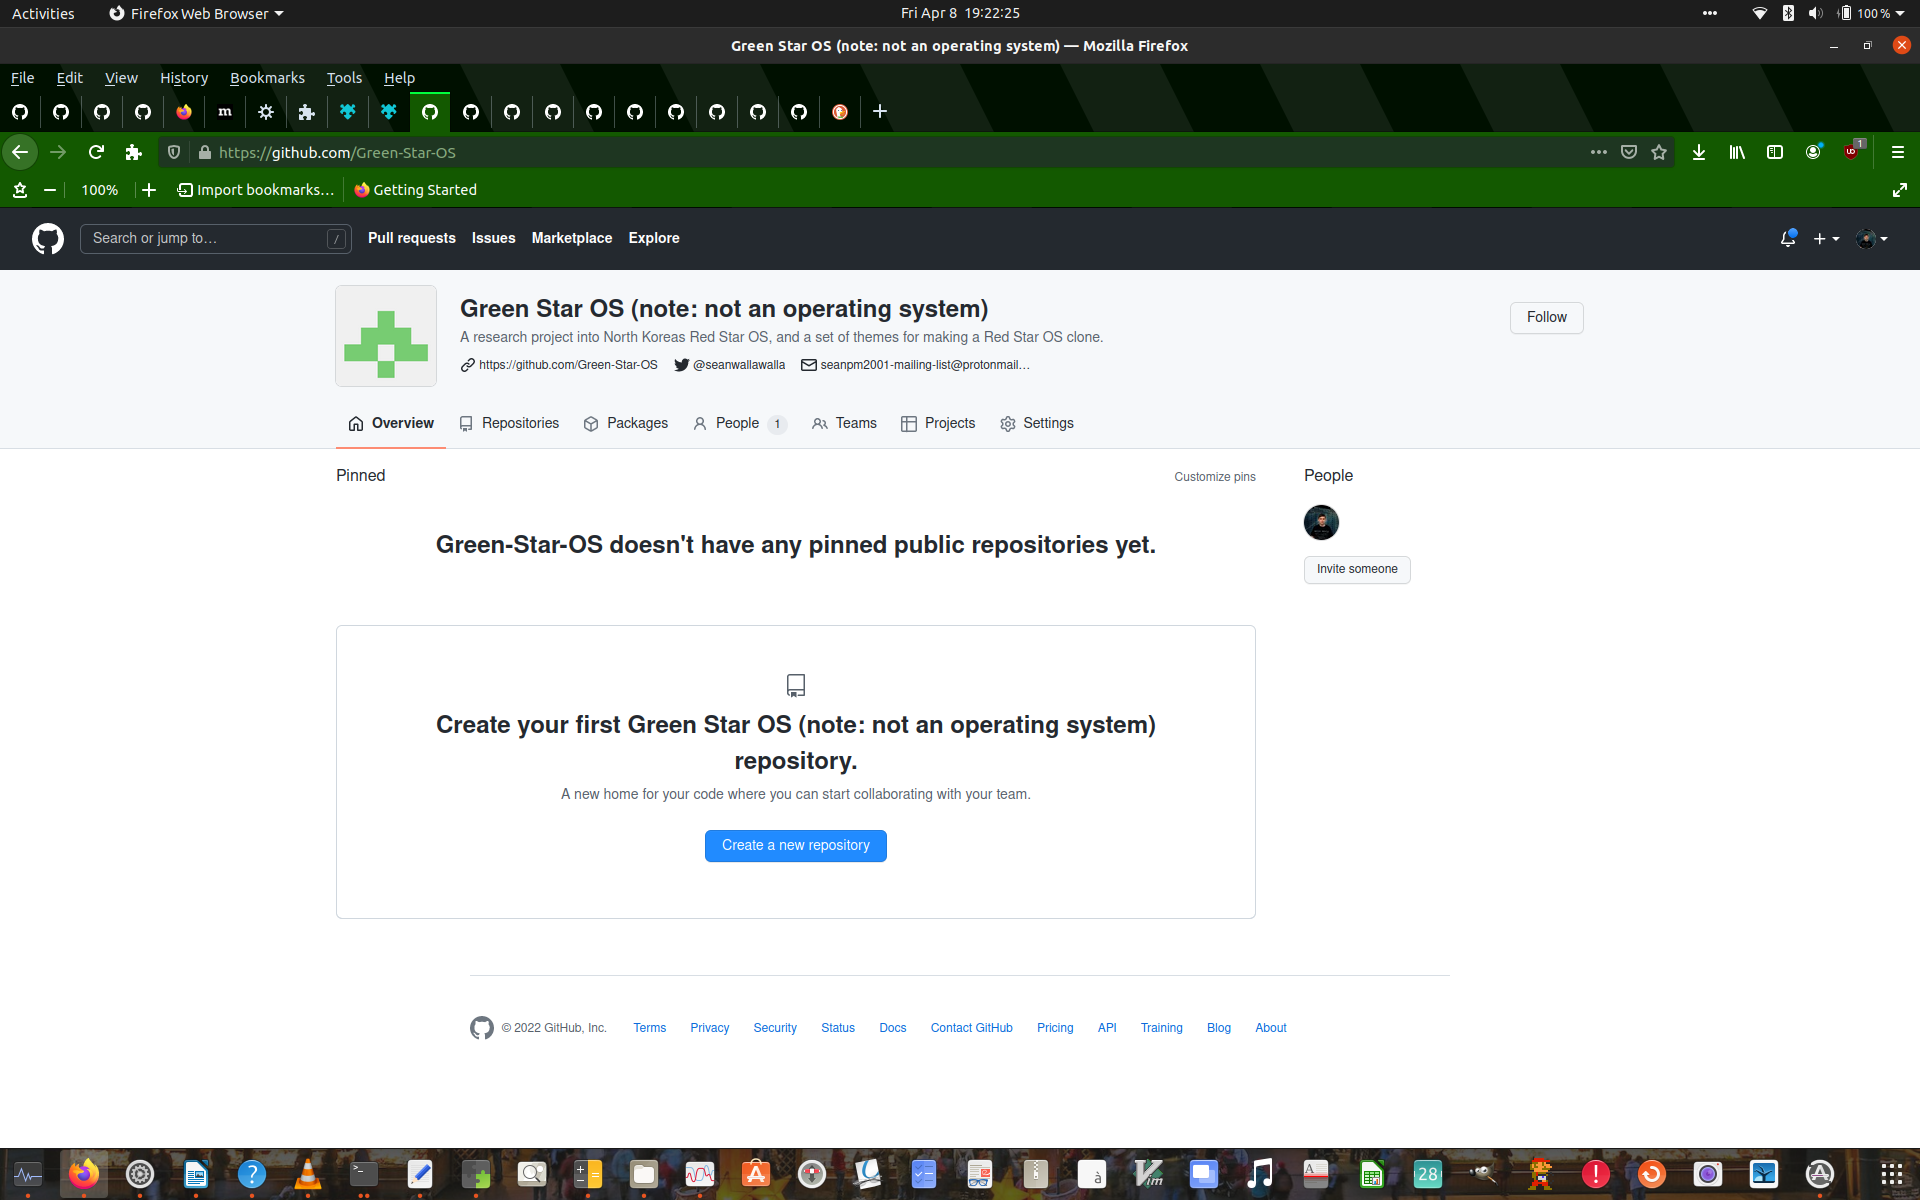 Activities
Firefox Web Browser
Fri Apr 8  19:22:25
100 %
Green Star OS (note: not an operating system) — Mozilla Firefox
File Edit View History Bookmarks Tools Help
m
https://github.com/Green-Star-OS
1
100%
Import bookmarks…
Getting Started
Search or jump to…
/
Pull requests
Issues
Marketplace
Explore
Green Star OS (note: not an operating system)
A research project into North Koreas Red Star OS, and a set of themes for making a Red Star OS clone.
https://github.com/Green-Star-OS
@seanwallawalla
seanpm2001-mailing-list@protonmail…
Follow
Overview
Repositories
Packages
People 1
Teams
Projects
Settings
Pinned
Customize pins
People
Green-Star-OS doesn't have any pinned public repositories yet.
Invite someone
Create your first Green Star OS (note: not an operating system)
repository.
A new home for your code where you can start collaborating with your team.
Create a new repository
© 2022 GitHub, Inc.
Terms
Privacy
Security
Status
Docs
Contact GitHub
Pricing
API
Training
Blog
About
?
>_
à
Vim
A
28
!